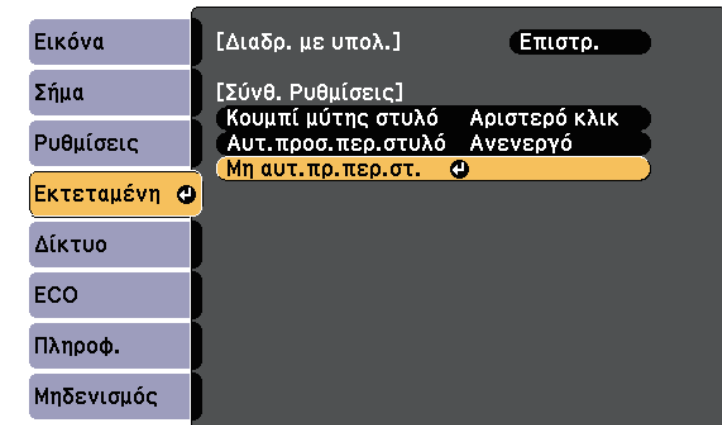 Εικόνα
Σήμα
Ρυθμίσεις
Εκτεταμένη
Δίκτυο
ECO
Πληροφ.
Μηδενισμός
[Διαδρ. με υπολ.] Επιστρ.
[Σύνθ. Ρυθμίσεις]
Κουμπί μύτης στυλό Αριστερό κλικ
Αυτ.προσ.περ.στυλό Ανενεργό
Μη αυτ.πρ.περ.στ.